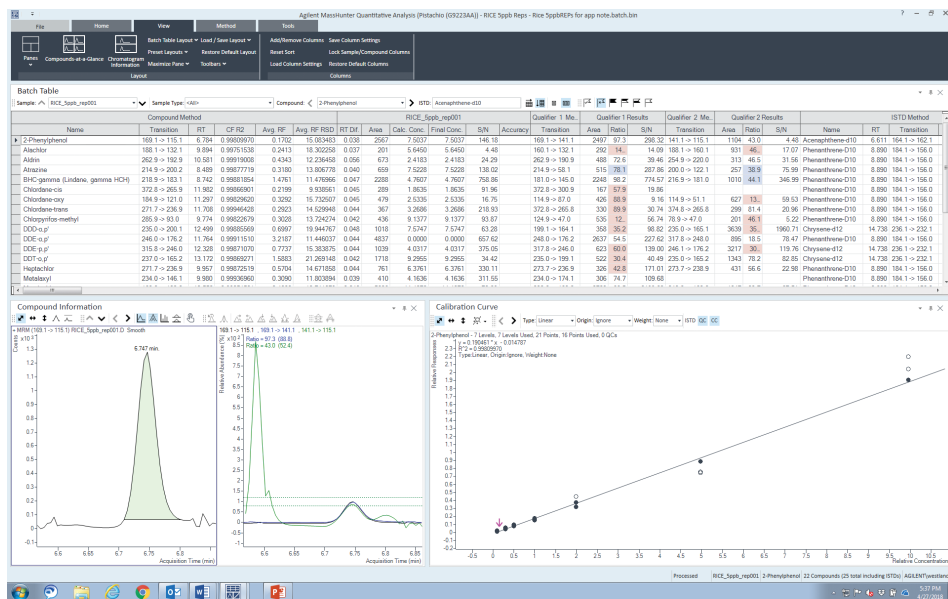 Agilent MassHunter Quantitative Analysis (Pistachio (G9223AA)) - RICE 5ppb Reps - Rice 5ppbREPs for app note.batch.bin
File Home View Method Tools
Panes Compounds-at-a-Glance Chromatogram Information
Batch Table Layout Load / Save Layout
Preset Layouts Restore Default Layout
Maximize Pane Toolbars
Layout
Add/Remove Columns Save Column Settings
Reset Sort Lock Sample/Compound Columns
Load Column Settings Restore Default Columns
Columns
Batch Table
Sample: RICE_5ppb_rep001 Sample Type: <All> Compound: 2-Phenylphenol ISTD: Acenaphthene-d10
Compound Method RICE_5ppb_rep001 Qualifier 1 Me... Qualifier 1 Results Qualifier 2 Me... Qualifier 2 Results ISTD Method
Name Transition RT CF R2 Avg. RF Avg. RF RSD RT Dif. Area Calc. Conc. Final Conc. S/N Accuracy Transition Area Ratio S/N Transition Area Ratio S/N Name RT Transition
2-Phenylphenol 169.1 -> 115.1 6.784 0.99809970 0.1702 15.083483 0.038 2567 7.5037 7.5037 146.18 169.1 -> 141.1 2497 97.3 298.32 141.1 -> 115.1 1104 43.0 4.48 Acenaphthene-d10 6.611 164.1 -> 162.1
Alachlor 188.1 -> 132.1 9.894 0.99751538 0.2413 18.302258 0.037 201 5.6450 5.6450 4.48 160.1 -> 132.1 292 14... 14.09 188.1 -> 160.1 931 46... 17.07 Phenanthrene-D10 8.890 184.1 -> 156.0
Aldrin 262.9 -> 192.9 10.581 0.99919008 0.4343 12.236458 0.056 673 2.4183 2.4183 24.29 262.9 -> 190.9 488 72.6 39.46 254.9 -> 220.0 313 46.5 31.56 Phenanthrene-D10 8.890 184.1 -> 156.0
Atrazine 214.9 -> 200.2 8.489 0.99877719 0.3180 13.806778 0.040 659 7.5228 7.5228 138.02 214.9 -> 58.1 515 78.1 287.86 200.0 -> 122.1 257 38.9 75.99 Phenanthrene-D10 8.890 184.1 -> 156.0
BHC-gamma (Lindane, gamma HCH) 218.9 -> 183.1 8.742 0.99881854 1.4761 11.476966 0.047 2288 4.7607 4.7607 758.86 181.0 -> 145.0 2248 98.2 774.57 216.9 -> 181.0 1010 44.1 346.99 Phenanthrene-D10 8.890 184.1 -> 156.0
Chlordane-cis 372.8 -> 265.9 11.982 0.99866901 0.2199 9.938561 0.045 289 1.8635 1.8635 91.96 372.8 -> 300.9 167 57.9 19.86
Chlordane-oxy 184.9 -> 121.0 11.297 0.99829620 0.3292 15.732507 0.045 479 2.5335 2.5335 16.75 114.9 -> 87.0 426 88.9 9.16 114.9 -> 51.1 627 13... 59.53 Phenanthrene-D10 8.890 184.1 -> 156.0
Chlordane-trans 271.7 -> 236.9 11.708 0.99946428 0.2923 14.529948 0.044 367 3.2686 3.2686 218.93 372.8 -> 265.8 330 89.9 30.74 374.8 -> 265.8 299 81.4 20.96 Phenanthrene-D10 8.890 184.1 -> 156.0
Chlorpyrifos-methyl 285.9 -> 93.0 9.774 0.99822679 0.3028 13.724274 0.042 436 9.1377 9.1377 93.34 124.9 -> 47.0 535 12... 56.74 78.9 -> 47.0 201 46.1 5.22 Phenanthrene-D10 8.890 184.1 -> 156.0
DDD-o,p' 235.0 -> 200.1 12.499 0.99885569 0.6997 19.944767 0.048 1018 7.5747 7.5747 63.28 199.1 -> 164.1 358 35.2 98.82 235.0 -> 165.1 3639 35... 1960.71 Chrysene-d12 14.738 236.1 -> 232.1
DDE-o,p' 246.0 -> 176.2 11.764 0.99911510 3.2187 11.446037 0.044 4837 0.0000 0.0000 657.62 248.0 -> 176.2 2637 54.5 227.62 317.8 -> 248.0 895 18.5 78.47 Phenanthrene-D10 8.890 184.1 -> 156.0
DDE-p,p' 318.0 -> 246.0 12.328 0.99871070 0.7737 15.383875 0.044 1039 4.0317 4.0317 375.05 317.8 -> 246.0 623 60.0 139.00 246.1 -> 176.2 3217 30... 119.76 Chrysene-d12 14.738 236.1 -> 232.1
DDT-o,p' 237.0 -> 165.2 13.172 0.99869271 1.5883 21.269148 0.042 1718 5.9271 5.9271 40.49 235.0 -> 199.1 522 30.4 40.49 235.0 -> 165.2 1343 78.2 82.85 Chrysene-d12 14.738 236.1 -> 232.1
Heptachlor 271.7 -> 236.9 9.957 0.99872519 0.5704 14.671858 0.044 761 6.3761 6.3761 330.11 273.7 -> 236.9 326 42.8 171.01 273.7 -> 238.9 431 56.6 22.98 Phenanthrene-D10 8.890 184.1 -> 156.0
Metalaxyl 234.0 -> 146.1 9.980 0.99936960 0.3090 11.803894 0.039 410 4.1636 4.1636 311.55 234.0 -> 174.1 306 74.7 109.68 Phenanthrene-D10 8.890 184.1 -> 156.0
Compound Information
+ MRM (169.1 -> 115.1) RICE_5ppb_rep001.D Smooth
6.747 min.
Counts
Acquisition Time (min)
169.1 -> 115.1 , 169.1 -> 141.1 , 141.1 -> 115.1
Ratio = 97.3 (88.8)
Ratio = 43.0 (52.4)
Relative Abundance (%)
Acquisition Time (min)
Calibration Curve
Type: Linear Origin: Ignore Weight: None ISTD QC CC
2-Phenylphenol - 7 Levels, 7 Levels Used, 21 Points, 16 Points Used, 0 QCs
y = 0.190461 * x - 0.014787
R^2 = 0.99809970
Type:Linear, Origin:Ignore, Weight:None
Relative Responses
Relative Concentration
Processed RICE_5ppb_rep001 2-Phenylphenol 22 Compounds (25 total including ISTDs)
5:37 PM
4/27/2018